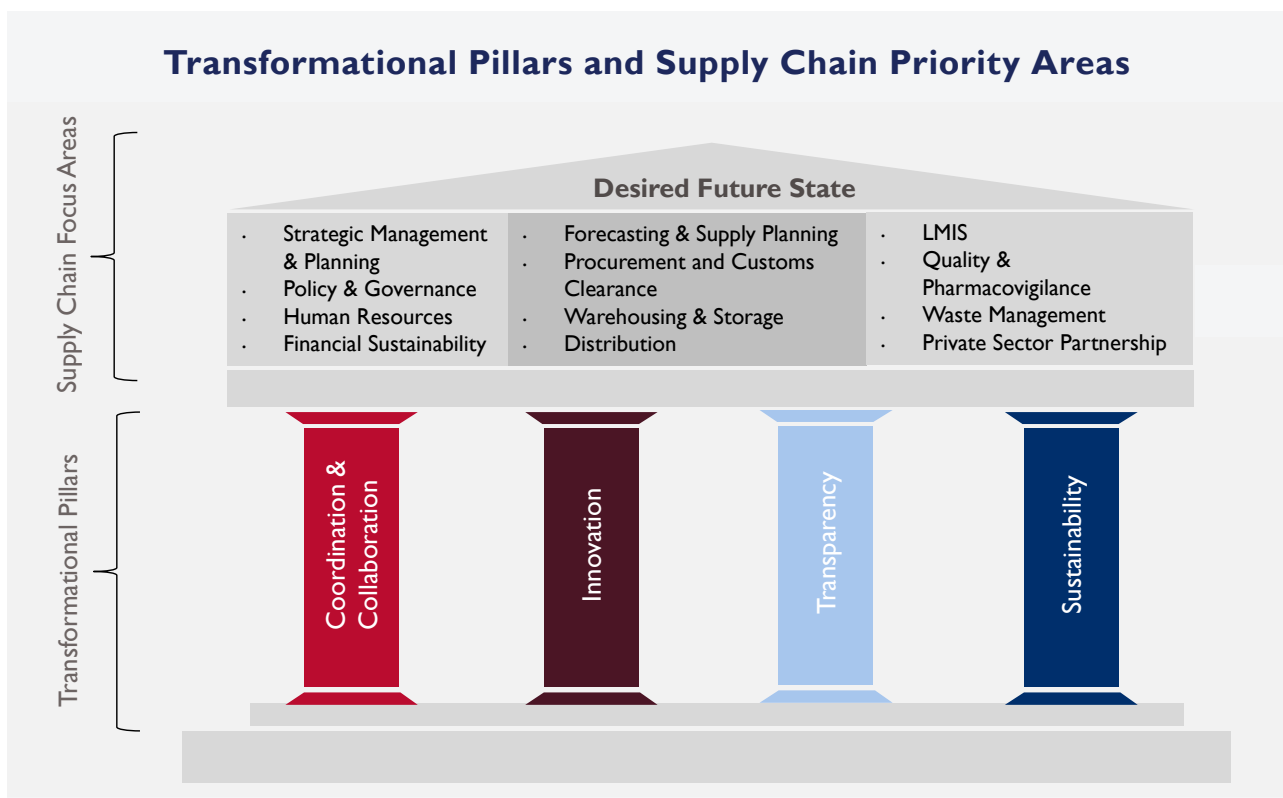 Transformational Pillars and Supply Chain Priority Areas
Supply Chain Focus Areas
Desired Future State
· Strategic Management
& Planning
· Policy & Governance
· Human Resources
· Financial Sustainability
· Forecasting & Supply Planning
· Procurement and Customs
Clearance
· Warehousing & Storage
· Distribution
· LMIS
· Quality &
Pharmacovigilance
· Waste Management
· Private Sector Partnership
Transformational Pillars
Coordination &
Collaboration
Innovation
Transparency
Sustainability